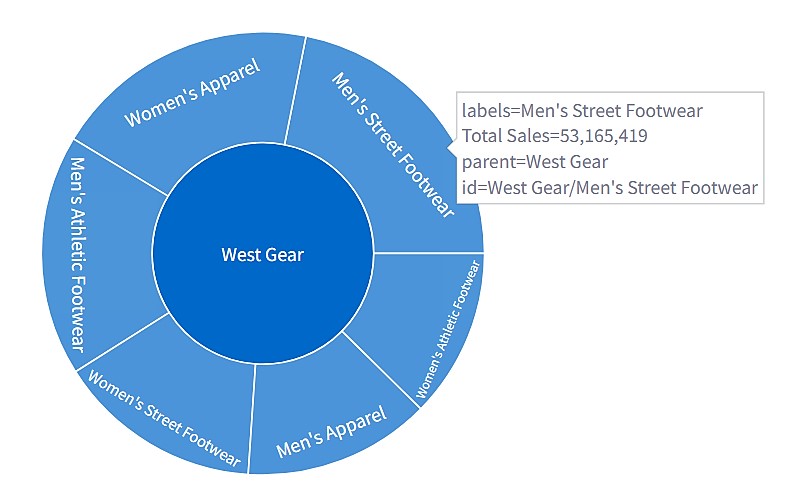 Women's Apparel
Men's Street Footwear
labels=Men's Street Footwear
Total Sales=53,165,419
parent=West Gear
id=West Gear/Men's Street Footwear
Men's Athletic Footwear
West Gear
Women's Athletic Footwear
Women's Street Footwear
Men's Apparel